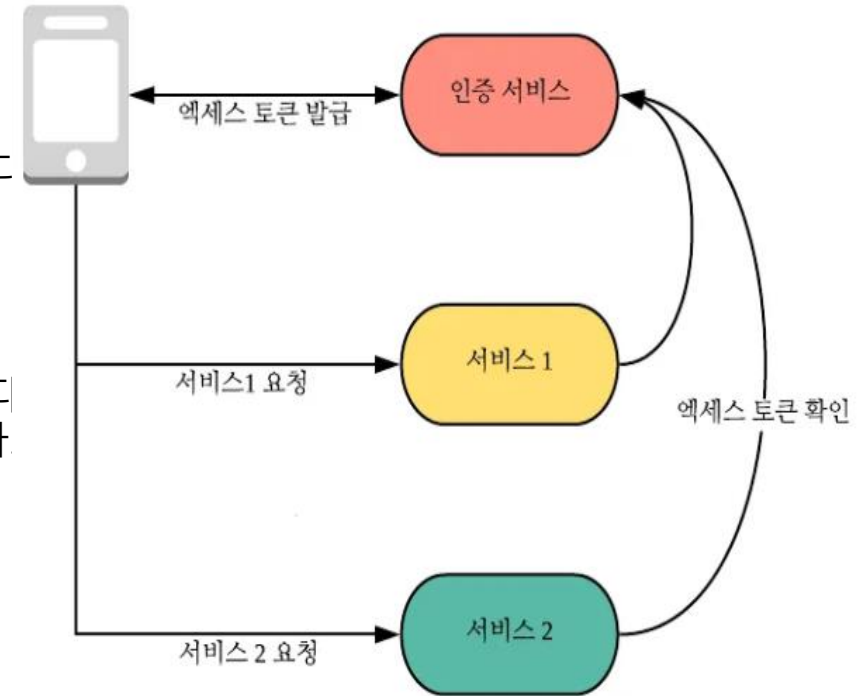 엑세스 토큰 발급
인증 서비스
서비스1 요청
서비스 1
엑세스 토큰 확인
서비스 2 요청
서비스 2